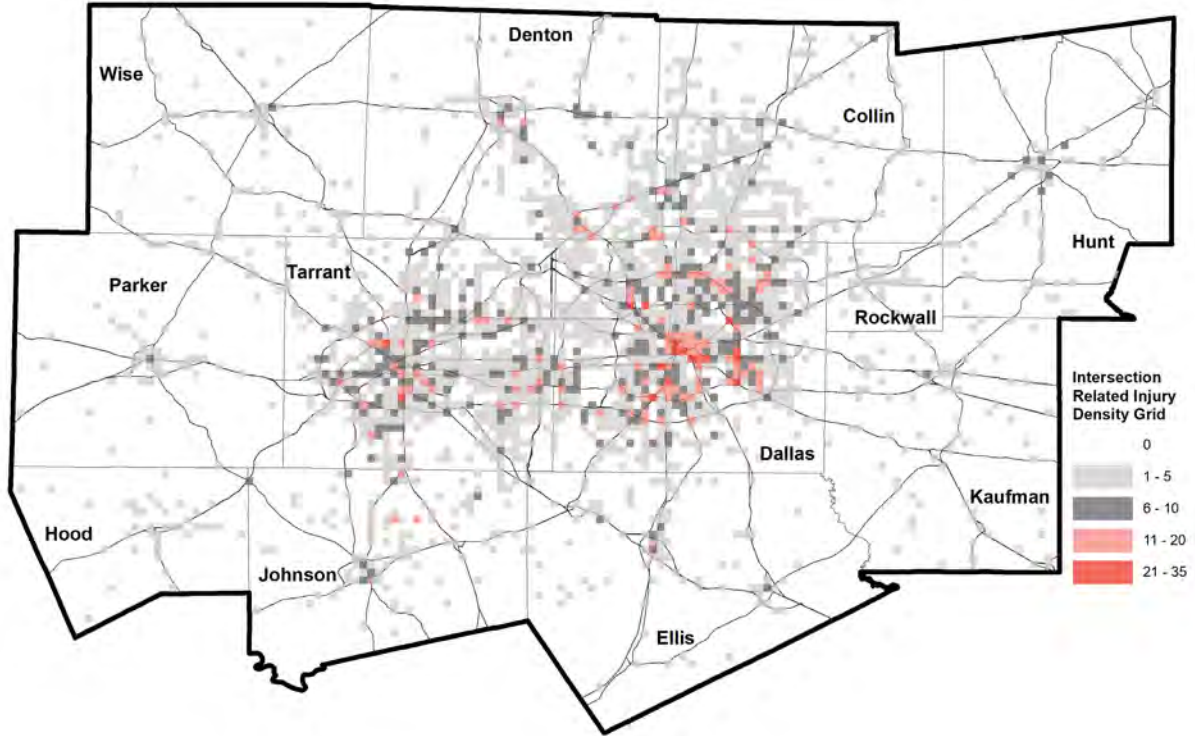 Denton
Wise
Collin
Hunt
Tarrant
Parker
Rockwall
Intersection
Related Injury
Density Grid
0
1 - 5
6 - 10
11 - 20
21 - 35
Dallas
Kaufman
Hood
Johnson
Ellis